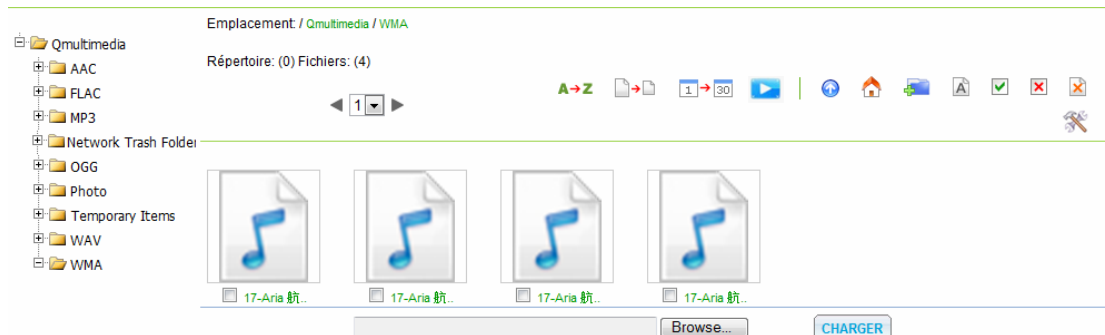 Emplacement: / Qmultimedia / WMA
Répertoire: (0) Fichiers: (4)
Qmultimedia
AAC
FLAC
MP3
Network Trash Folder
OGG
Photo
Temporary Items
WAV
WMA
1
A→Z
1→30
A
17-Aria 航..
17-Aria 航..
17-Aria 航..
17-Aria 航..
Browse...
CHARGER